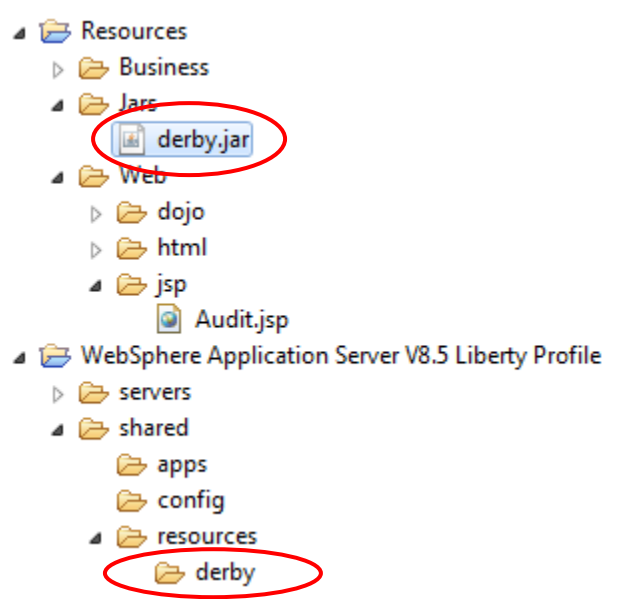 Resources
Business
Jars
derby.jar
Web
dojo
html
jsp
Audit.jsp
WebSphere Application Server V8.5 Liberty Profile
servers
shared
apps
config
resources
derby